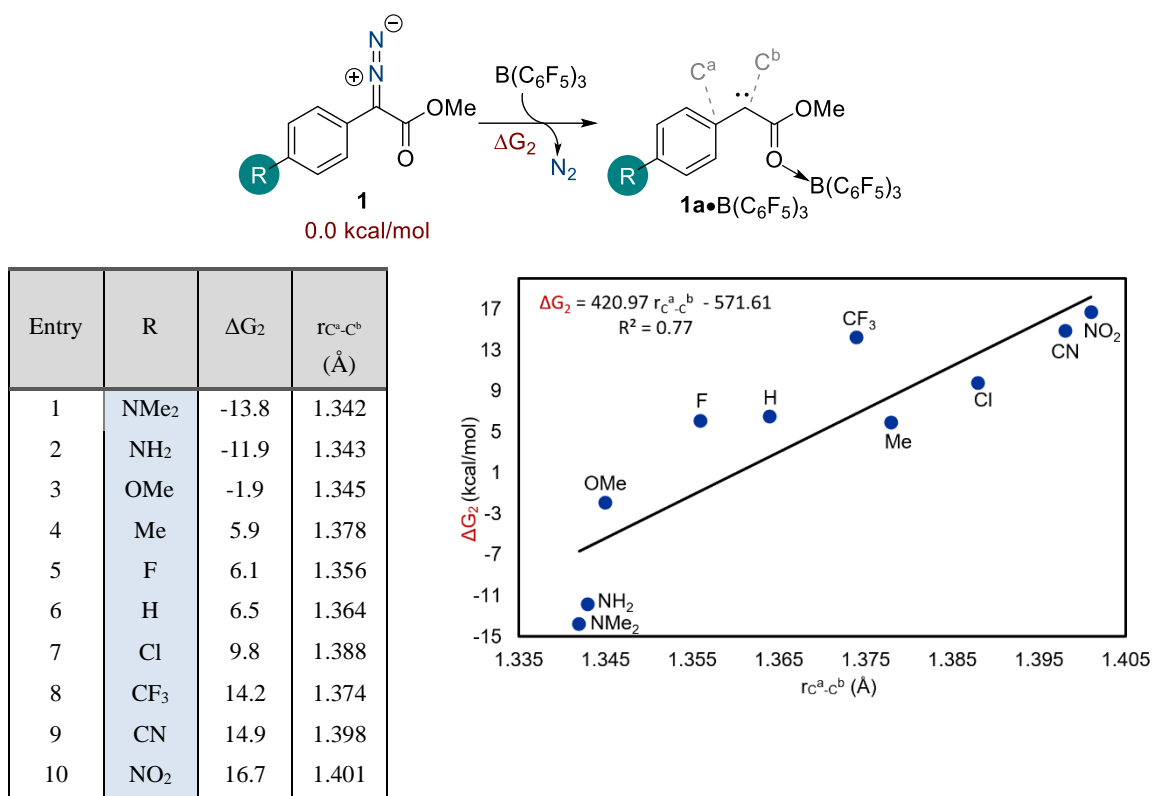 N ⊖
N
⊕
OMe
O
R
1
0.0 kcal/mol
B(C₆F₅)₃
ΔG₂
N₂
Cᵃ
Cᵇ
··
OMe
O
R
B(C₆F₅)₃
1a•B(C₆F₅)₃
Entry R ΔG₂ rCᵃ-Cᵇ (Å)
1 NMe₂ -13.8 1.342
2 NH₂ -11.9 1.343
3 OMe -1.9 1.345
4 Me 5.9 1.378
5 F 6.1 1.356
6 H 6.5 1.364
7 Cl 9.8 1.388
8 CF₃ 14.2 1.374
9 CN 14.9 1.398
10 NO₂ 16.7 1.401
ΔG₂ = 420.97 rCᵃ-Cᵇ - 571.61
R² = 0.77
ΔG₂ (kcal/mol)
17
13
9
5
1
-3
-7
-11
-15
CF₃
NO₂
CN
Cl
F
H
Me
OMe
NH₂
NMe₂
1.335 1.345 1.355 1.365 1.375 1.385 1.395 1.405
rCᵃ-Cᵇ (Å)